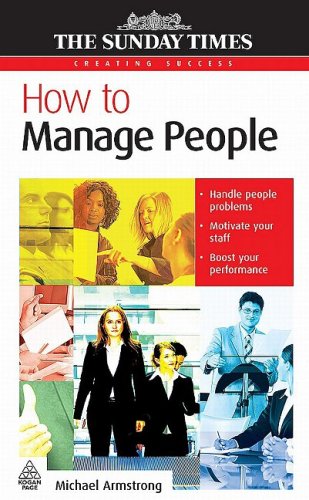 THE SUNDAY TIMES
CREATING SUCCESS
How to
Manage People
• Handle people
problems
• Motivate your
staff
• Boost your
performance
KOGAN
PAGE
Michael Armstrong